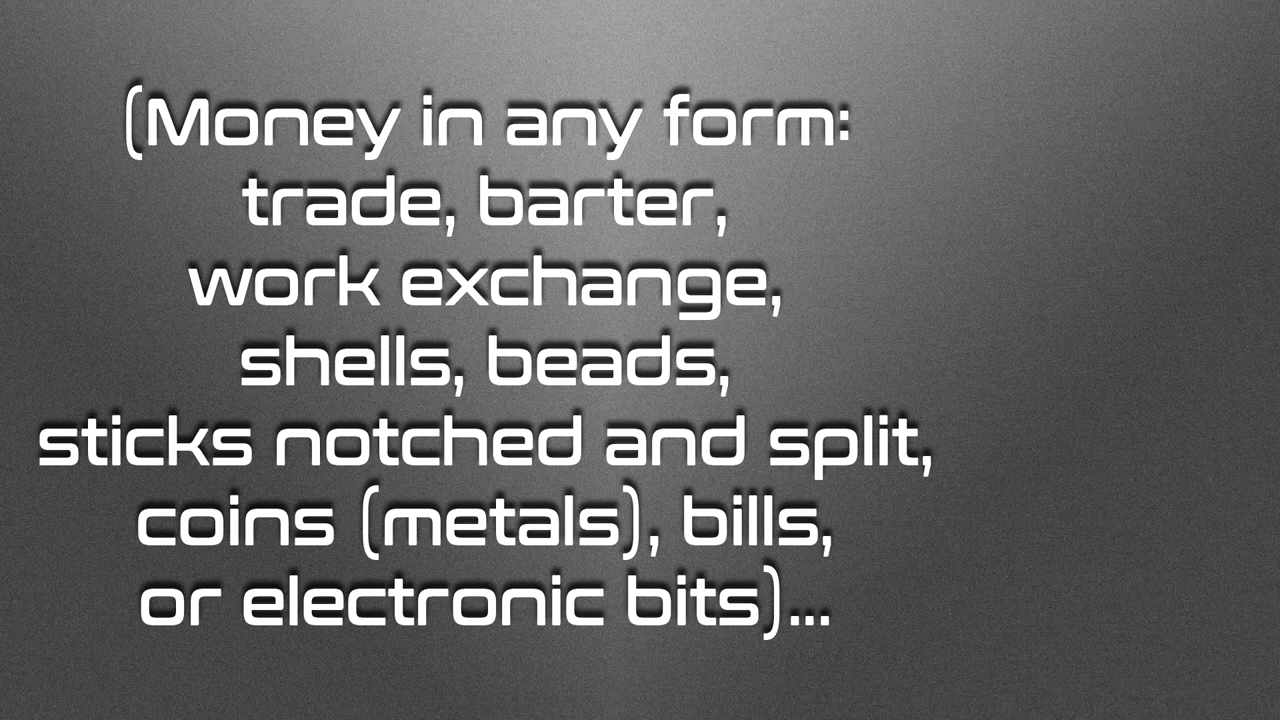 (Money in any form:
trade, barter,
work exchange,
shells, beads,
sticks notched and split,
coins (metals), bills,
or electronic bits)...